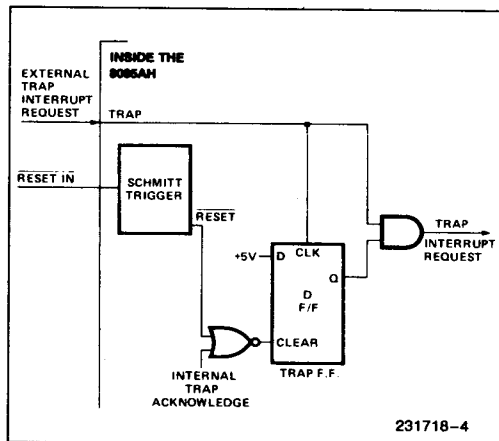 INSIDE THE
8085AH
EXTERNAL
TRAP
INTERRUPT
REQUEST
TRAP
RESET IN
SCHMITT
TRIGGER
RESET
TRAP
INTERRUPT
REQUEST
+5V
D
CLK
Q
D
F/F
CLEAR
TRAP F.F.
INTERNAL
TRAP
ACKNOWLEDGE
231718-4